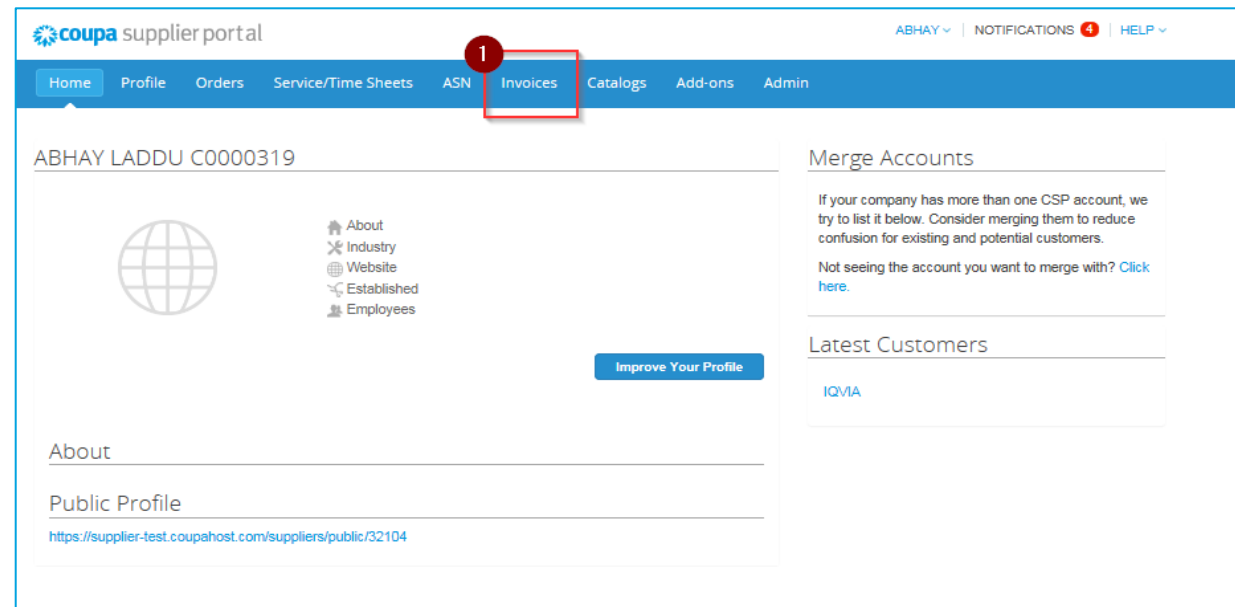 coupa supplier portal
ABHAY NOTIFICATIONS 4 HELP
1
Home Profile Orders Service/Time Sheets ASN Invoices Catalogs Add-ons Admin
ABHAY LADDU C0000319
About
Industry
Website
Established
Employees
Improve Your Profile
About
Public Profile
https://supplier-test.coupahost.com/suppliers/public/32104
Merge Accounts
If your company has more than one CSP account, we
try to list it below. Consider merging them to reduce
confusion for existing and potential customers.
Not seeing the account you want to merge with? Click
here.
Latest Customers
IQVIA